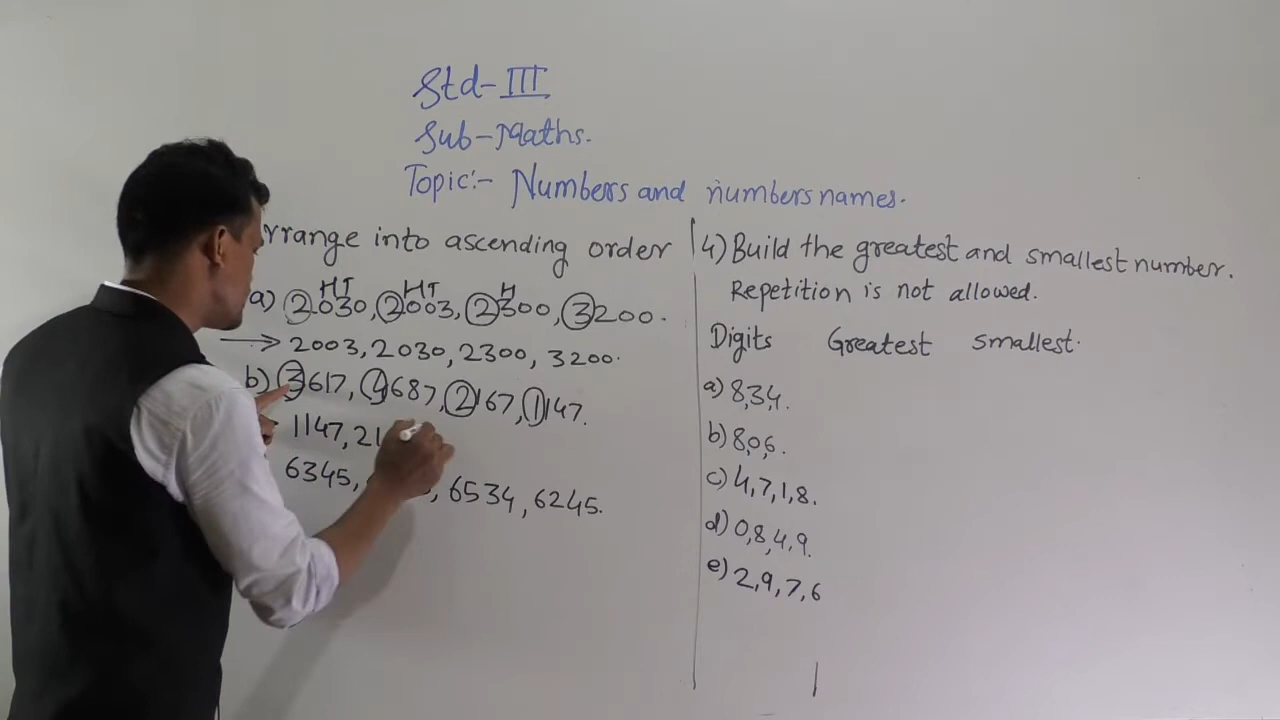 Std-III
Sub-Maths.
Topic:- Numbers and numbers names.
rrange into ascending order
a) 2030, 2003, 2300, 3200.
HT HT H
→ 2003, 2030, 2300, 3200.
b) 3617, 4687, 2167, 1147.
1147, 21
6345, , 6534, 6245.
4) Build the greatest and smallest number.
Repetition is not allowed.
Digits Greatest smallest.
a) 8,3,4.
b) 8,0,6.
c) 4,7,1,8.
d) 0,8,4,9.
e) 2,9,7,6